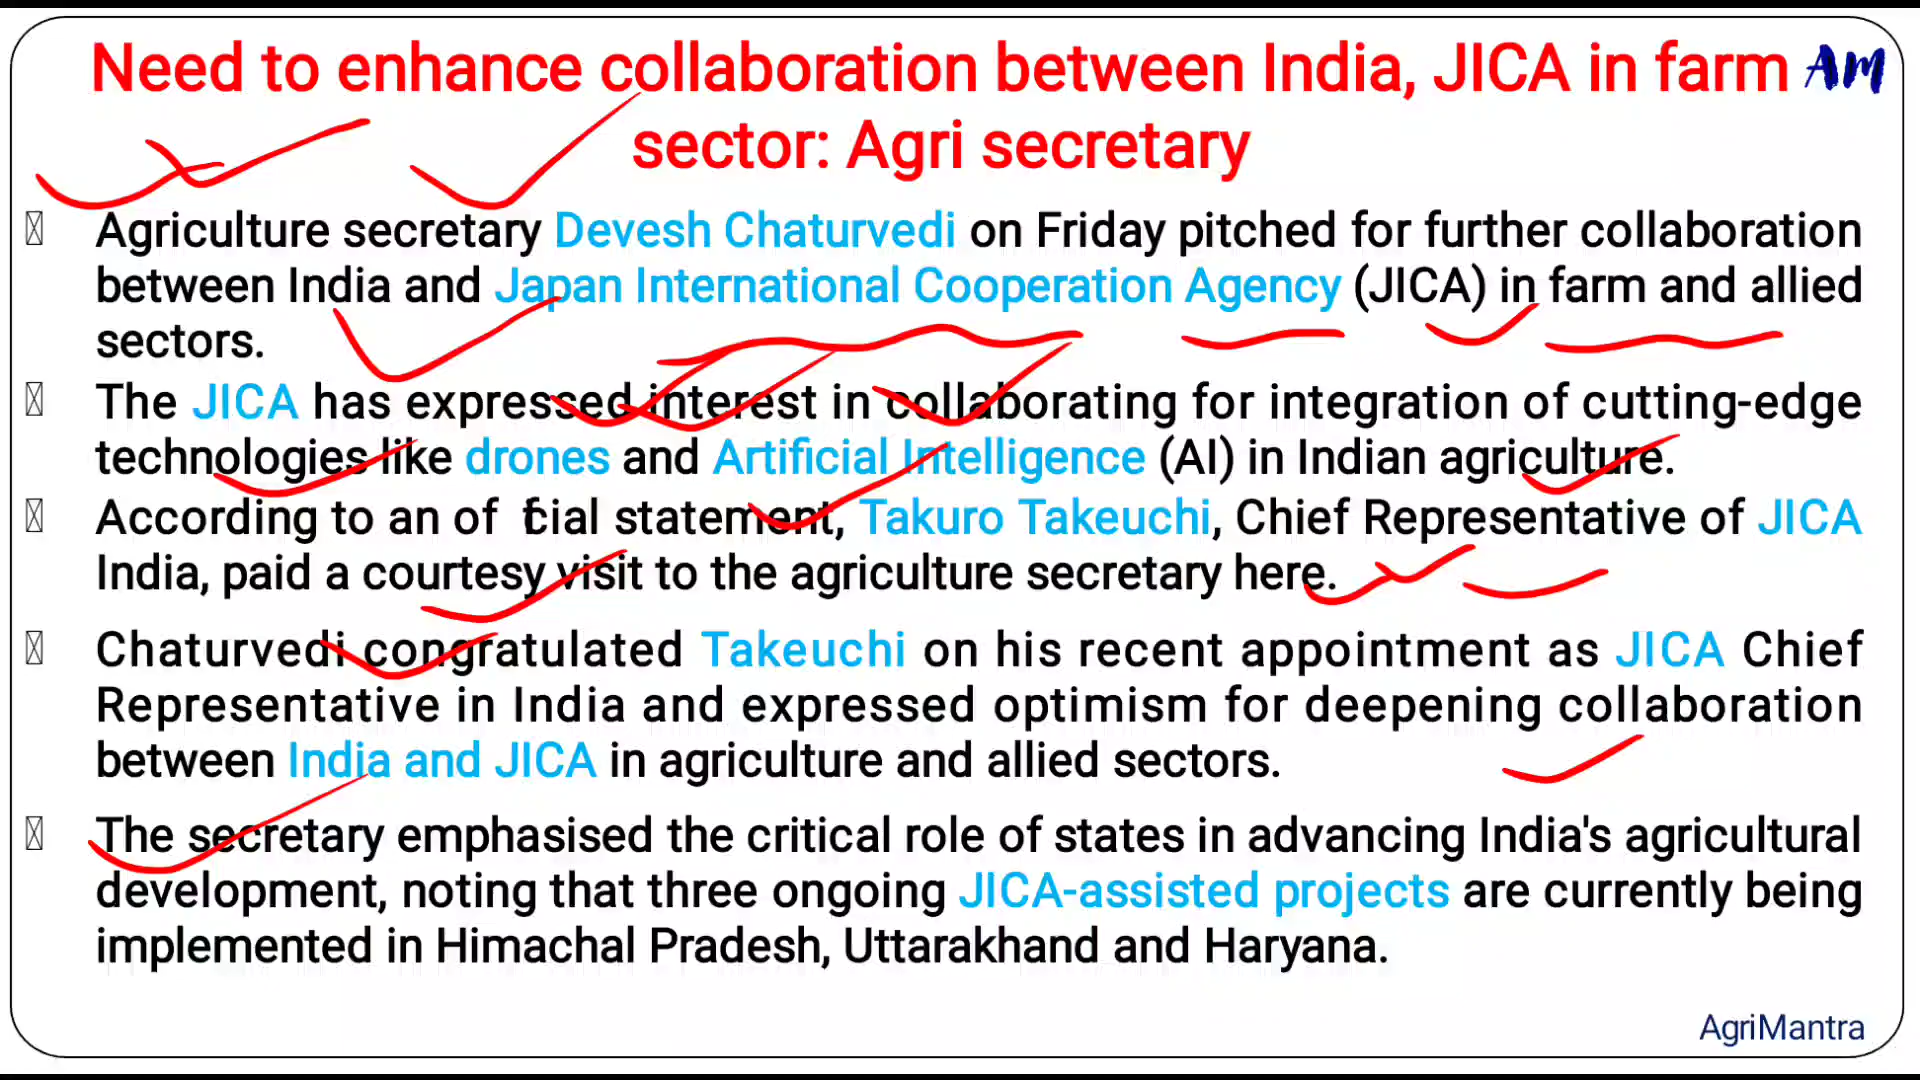 Need to enhance collaboration between India, JICA in farm AM
sector: Agri secretary
Agriculture secretary Devesh Chaturvedi on Friday pitched for further collaboration
between India and Japan International Cooperation Agency (JICA) in farm and allied
sectors.
The JICA has expressed interest in collaborating for integration of cutting-edge
technologies like drones and Artificial Intelligence (AI) in Indian agriculture.
According to an official statement, Takuro Takeuchi, Chief Representative of JICA
India, paid a courtesy visit to the agriculture secretary here.
Chaturvedi congratulated Takeuchi on his recent appointment as JICA Chief
Representative in India and expressed optimism for deepening collaboration
between India and JICA in agriculture and allied sectors.
The secretary emphasised the critical role of states in advancing India's agricultural
development, noting that three ongoing JICA-assisted projects are currently being
implemented in Himachal Pradesh, Uttarakhand and Haryana.
AgriMantra